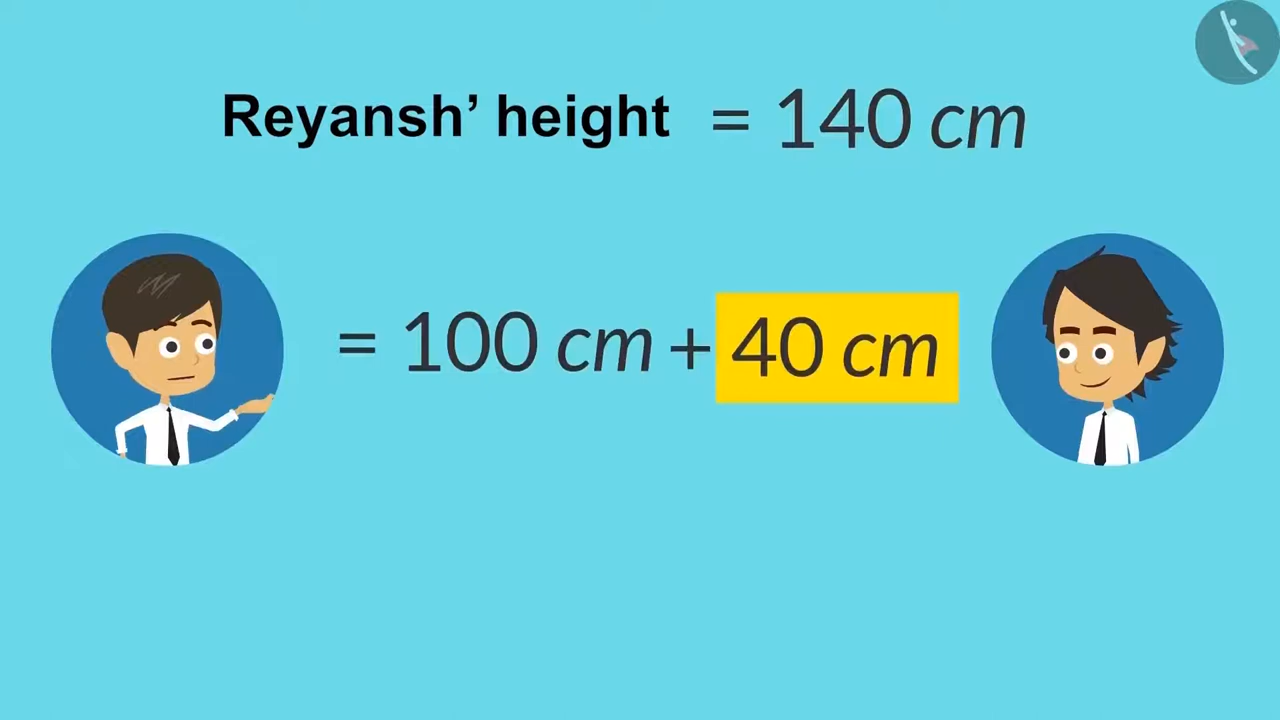 Reyansh’ height = 140 cm
= 100 cm + 40 cm